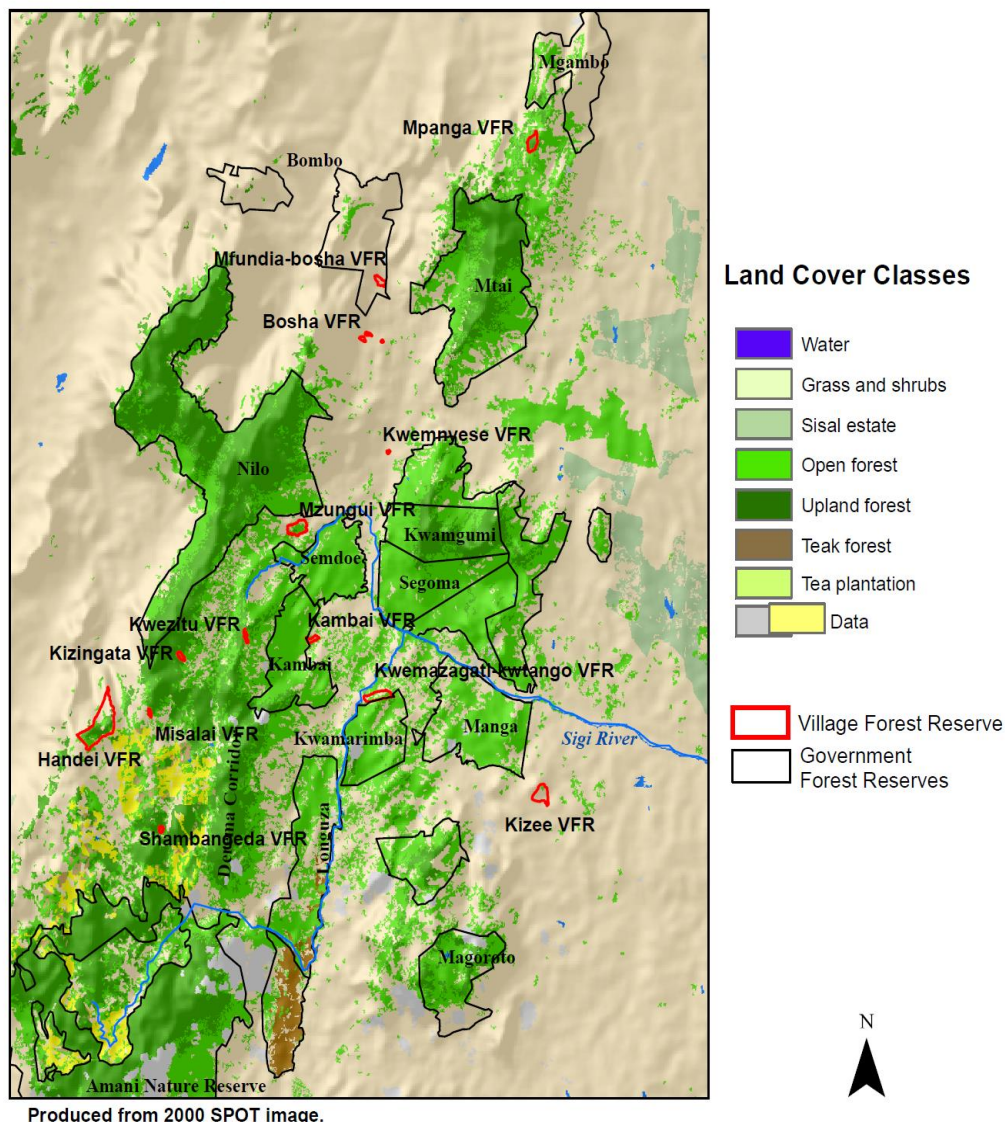 Mgambo
Mpanga VFR
Bombo
Mfundia-bosha VFR
Mtai
Bosha VFR
Kwemnyese VFR
Nilo
Mzungui VFR
Kwamgumi
Semdoe
Segoma
Kwezitu VFR
Kambai VFR
Kizingata VFR
Kambai
Kwemazagati-kwtango VFR
Misalai VFR
Kwamarimba
Manga
Sigi River
Handei VFR
Derema Corridor
Longuza
Kizee VFR
Shambangeda VFR
Magoroto
Amani Nature Reserve
Produced from 2000 SPOT image.
Land Cover Classes
Water
Grass and shrubs
Sisal estate
Open forest
Upland forest
Teak forest
Tea plantation
Data
Village Forest Reserve
Government
Forest Reserves
N